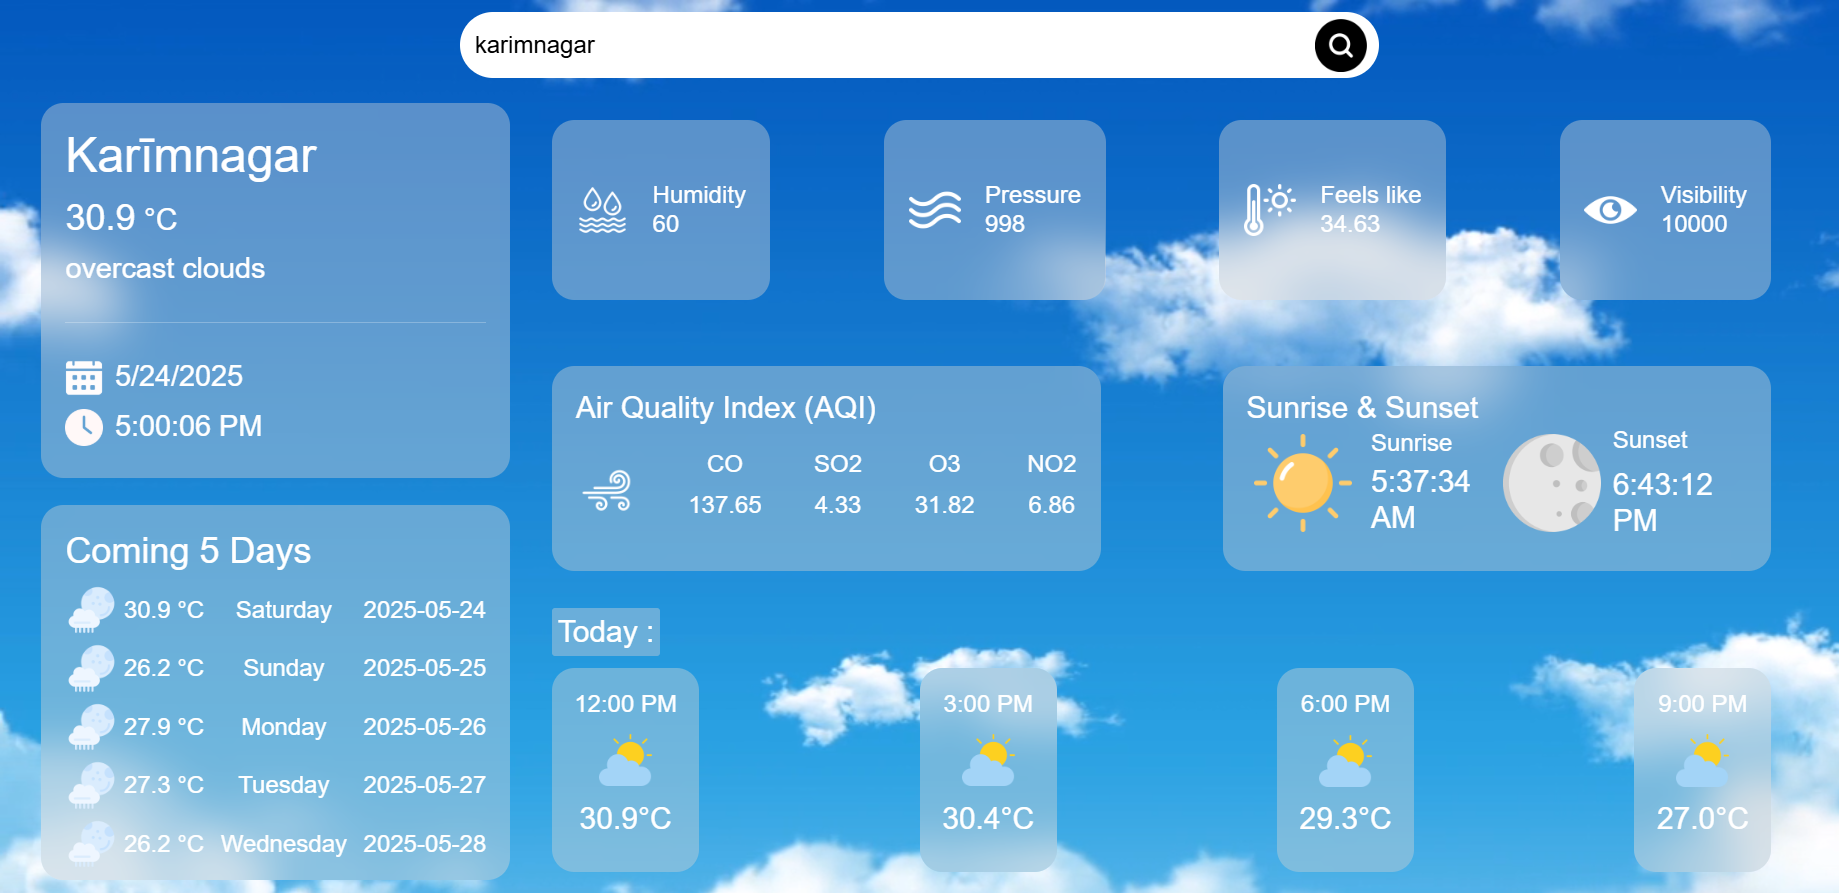 karimnagar
Karīmnagar
30.9 °C
overcast clouds
5/24/2025
5:00:06 PM
Humidity
60
Pressure
998
Feels like
34.63
Visibility
10000
Air Quality Index (AQI)
CO SO2 O3 NO2
137.65 4.33 31.82 6.86
Sunrise & Sunset
Sunrise
5:37:34
AM
Sunset
6:43:12
PM
Coming 5 Days
30.9 °C Saturday 2025-05-24
26.2 °C Sunday 2025-05-25
27.9 °C Monday 2025-05-26
27.3 °C Tuesday 2025-05-27
26.2 °C Wednesday 2025-05-28
Today :
12:00 PM
30.9°C
3:00 PM
30.4°C
6:00 PM
29.3°C
9:00 PM
27.0°C